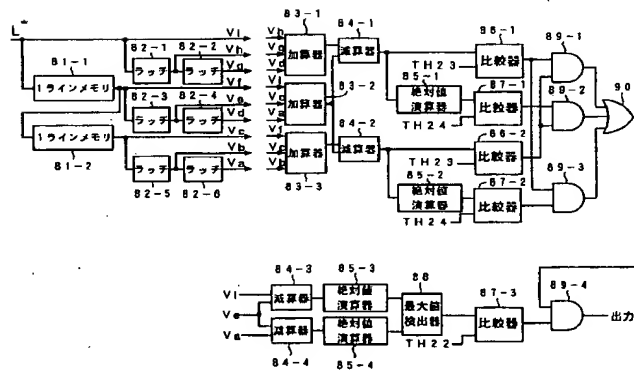 L*
81-1
1ラインメモリ
1ラインメモリ
81-2
82-1
82-2
ラッチ
ラッチ
82-3
82-4
ラッチ
ラッチ
82-5
82-6
ラッチ
ラッチ
Vi
Vh
Vg
Vf
Ve
Vd
Vc
Vb
Va
83-1
加算器
83-2
加算器
加算器
83-3
84-1
減算器
84-2
減算器
TH23
85-1
絶対値
演算器
TH24
TH23
85-2
絶対値
演算器
TH24
86-1
比較器
87-1
比較器
86-2
比較器
87-2
比較器
89-1
89-2
89-3
90
Vi
Ve
Va
84-3
減算器
減算器
84-4
85-3
絶対値
演算器
絶対値
演算器
85-4
88
最大値
検出器
TH22
87-3
比較器
89-4
出力